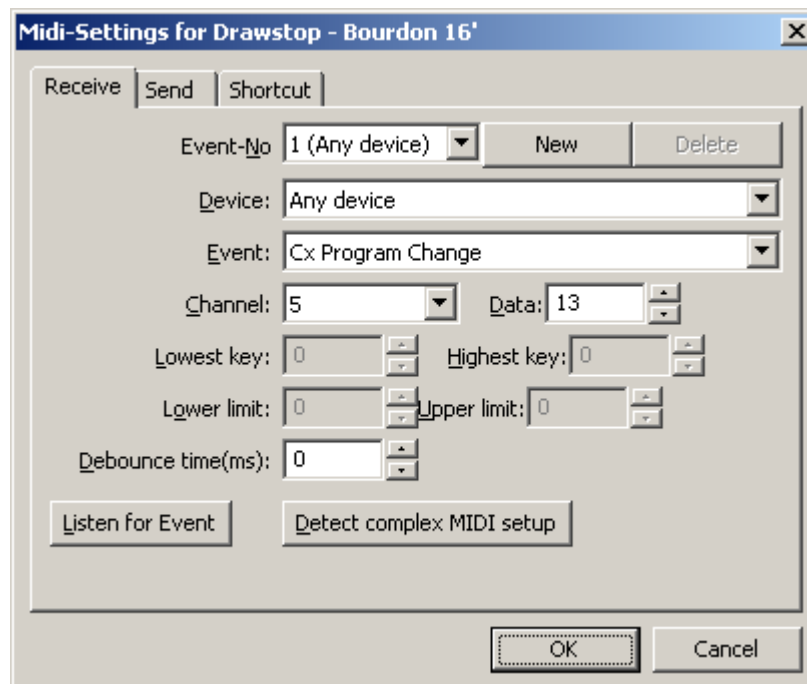 Midi-Settings for Drawstop - Bourdon 16'
Receive Send Shortcut
Event-No 1 (Any device) New Delete
Device: Any device
Event: Cx Program Change
Channel: 5 Data: 13
Lowest key: 0 Highest key: 0
Lower limit: 0 Upper limit: 0
Debounce time(ms): 0
Listen for Event Detect complex MIDI setup
OK Cancel